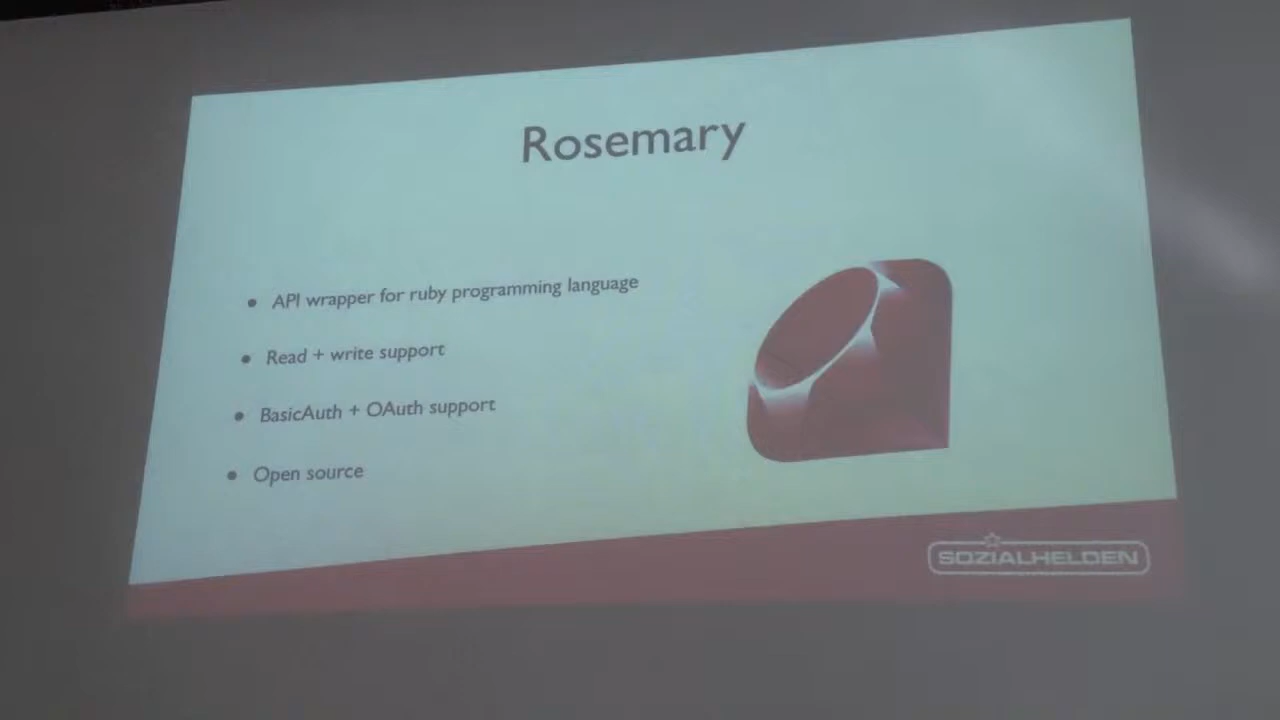 Rosemary
• API wrapper for ruby programming language
• Read + write support
• BasicAuth + OAuth support
• Open source
SOZIALHELDEN